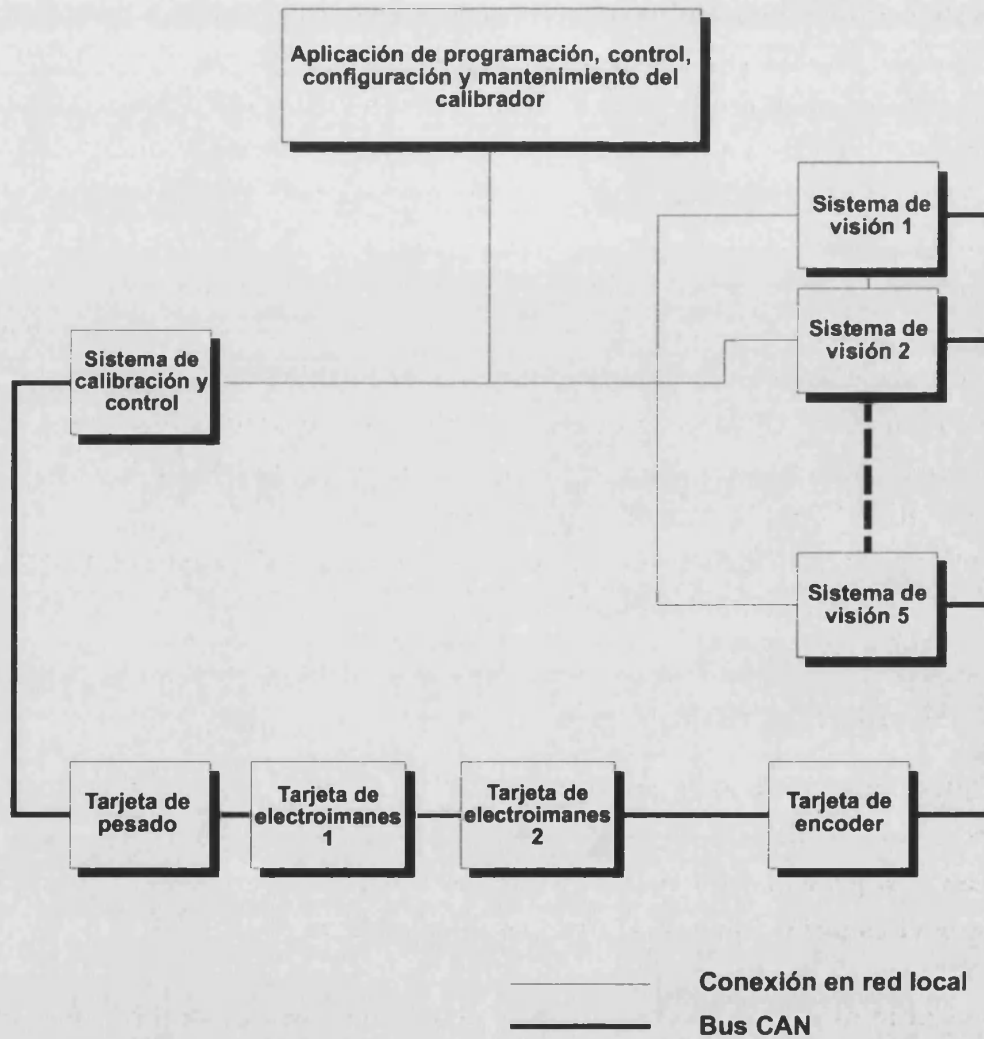 Aplicación de programación, control,
configuración y mantenimiento del
calibrador
Sistema de
visión 1
Sistema de
visión 2
Sistema de
calibración y
control
Sistema de
visión 5
Tarjeta de
pesado
Tarjeta de
electroimanes
1
Tarjeta de
electroimanes
2
Tarjeta de
encoder
Conexión en red local
Bus CAN